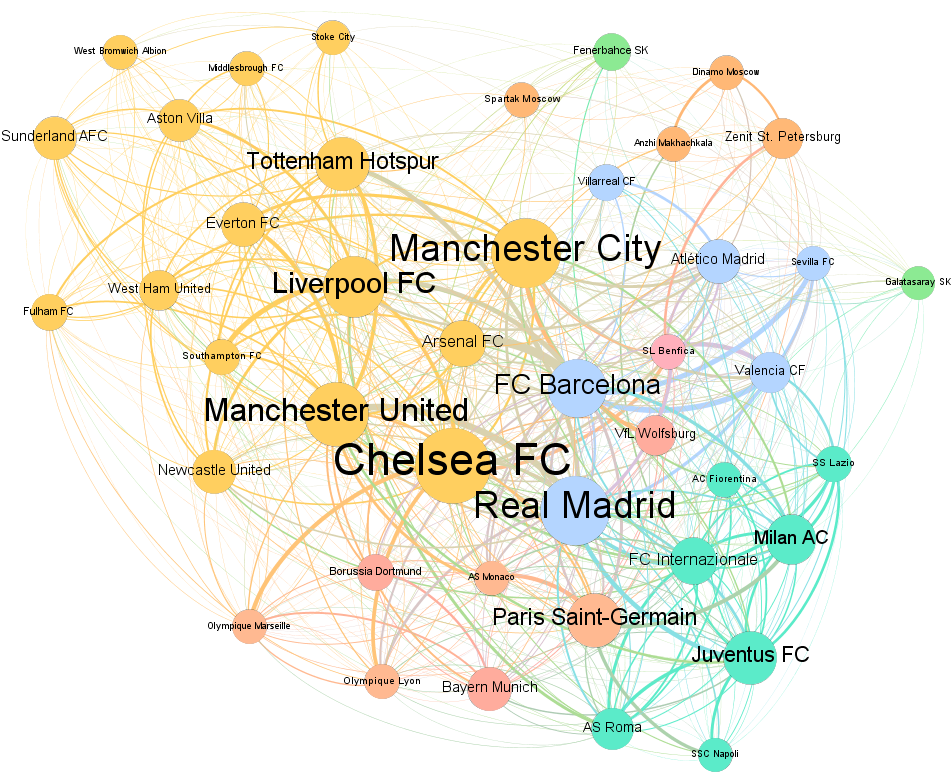 Stoke City
West Bromwich Albion
Fenerbahce SK
Middlesbrough FC
Dinamo Moscow
Spartak Moscow
Aston Villa
Sunderland AFC
Zenit St. Petersburg
Anzhi Makhachkala
Tottenham Hotspur
Villarreal CF
Everton FC
Manchester City
Atlético Madrid
Sevilla FC
Liverpool FC
Galatasaray SK
West Ham United
Fulham FC
Arsenal FC
SL Benfica
Southampton FC
Valencia CF
FC Barcelona
Manchester United
VfL Wolfsburg
Chelsea FC
SS Lazio
Newcastle United
AC Fiorentina
Real Madrid
Milan AC
FC Internazionale
Borussia Dortmund
AS Monaco
Paris Saint-Germain
Olympique Marseille
Juventus FC
Olympique Lyon
Bayern Munich
AS Roma
SSC Napoli